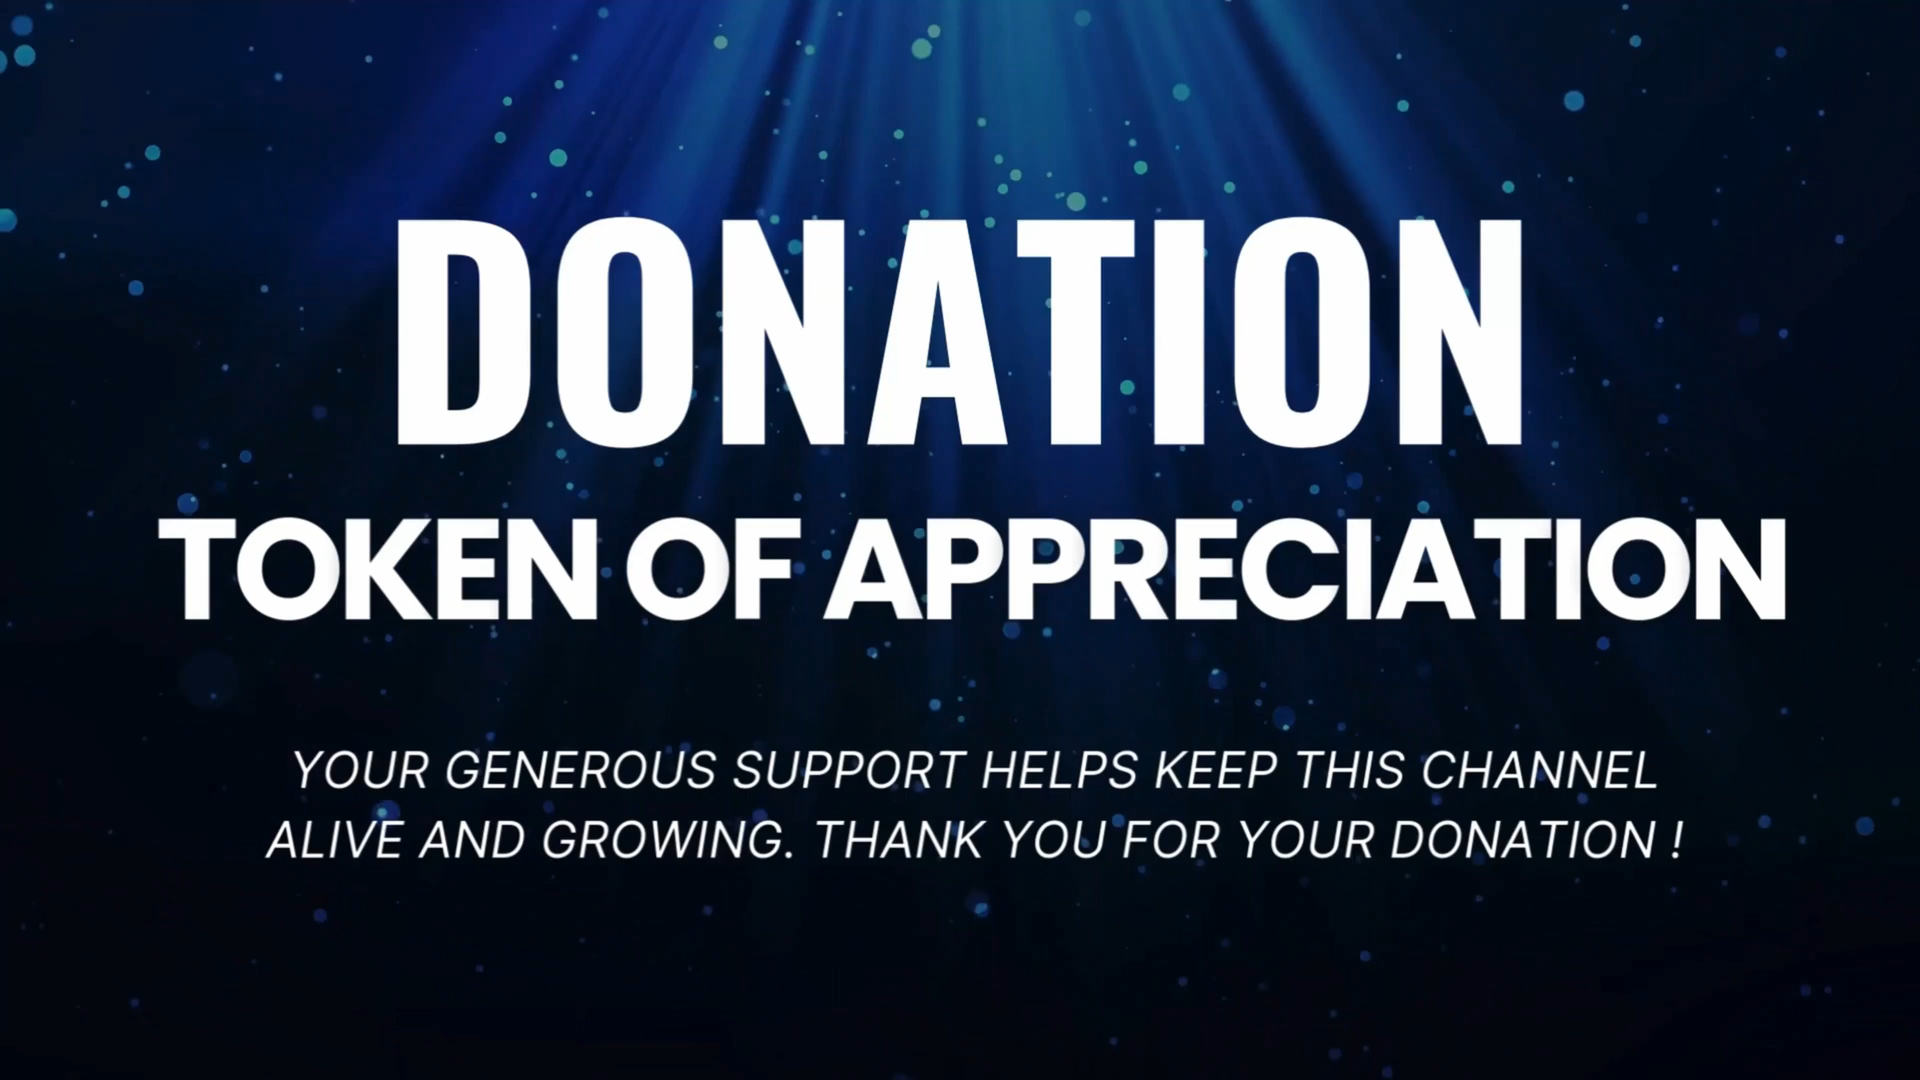 DONATION
TOKEN OF APPRECIATION
YOUR GENEROUS SUPPORT HELPS KEEP THIS CHANNEL
ALIVE AND GROWING. THANK YOU FOR YOUR DONATION !